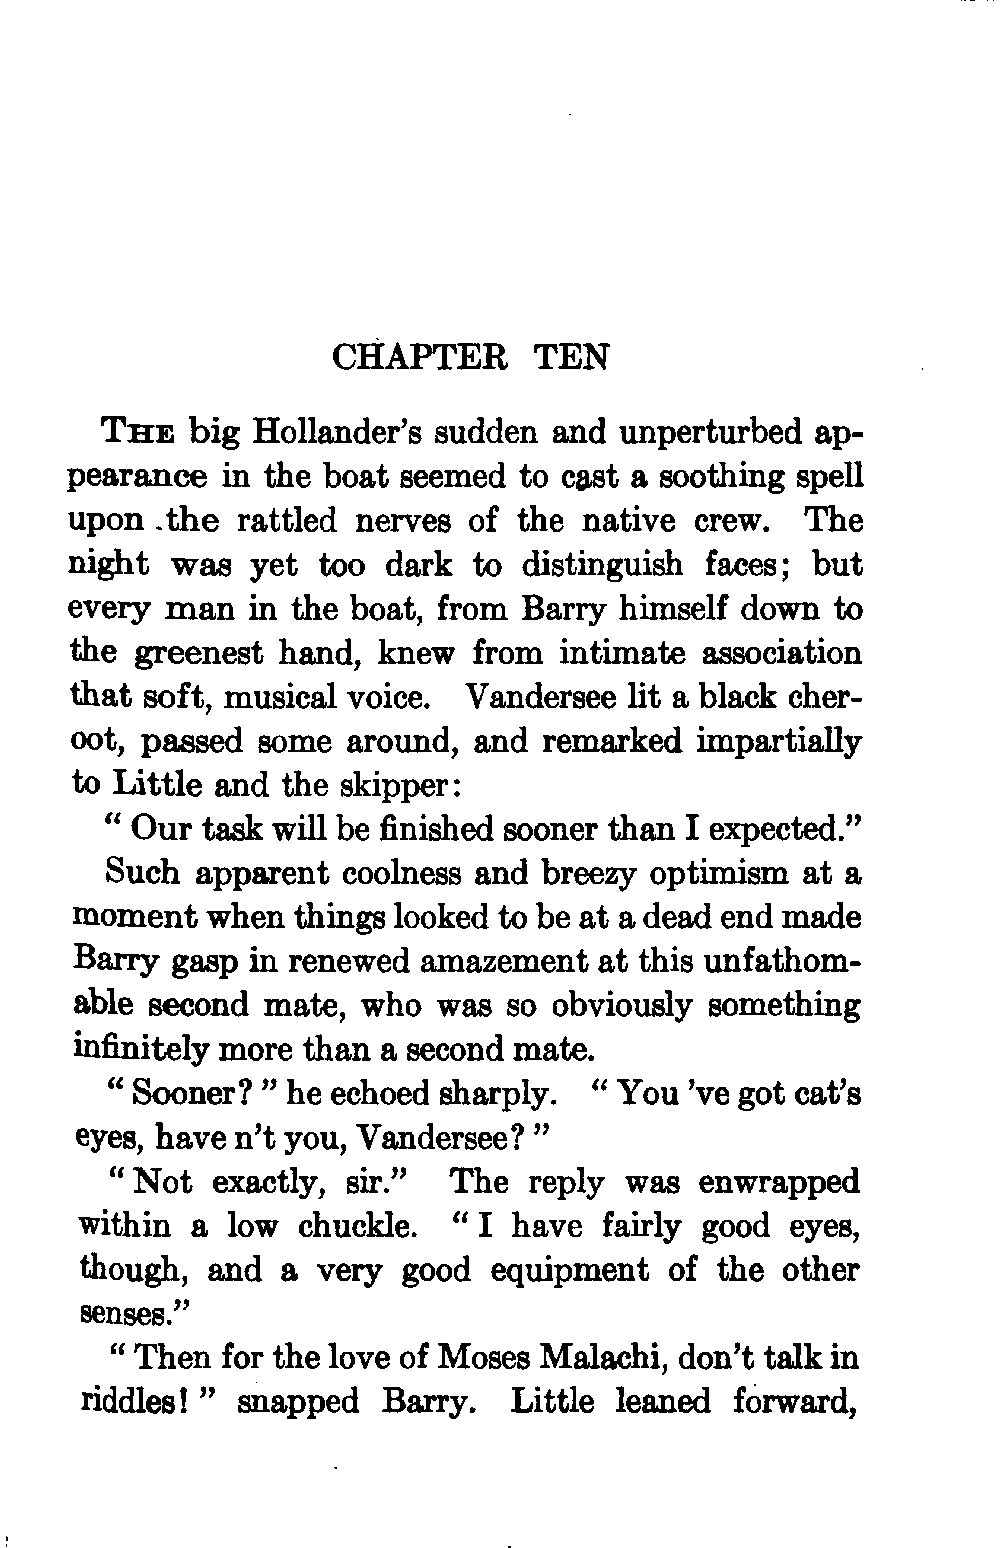 CHAPTER TEN
THE big Hollander's sudden and unperturbed ap-
pearance in the boat seemed to cast a soothing spell
upon the rattled nerves of the native crew. The
night was yet too dark to distinguish faces; but
every man in the boat, from Barry himself down to
the greenest hand, knew from intimate association
that soft, musical voice. Vandersee lit a black cher-
oot, passed some around, and remarked impartially
to Little and the skipper:
“ Our task will be finished sooner than I expected.”
Such apparent coolness and breezy optimism at a
moment when things looked to be at a dead end made
Barry gasp in renewed amazement at this unfathom-
able second mate, who was so obviously something
infinitely more than a second mate.
“ Sooner? ” he echoed sharply. “ You 've got cat's
eyes, have n't you, Vandersee? ”
“ Not exactly, sir.” The reply was enwrapped
within a low chuckle. “ I have fairly good eyes,
though, and a very good equipment of the other
senses.”
“ Then for the love of Moses Malachi, don't talk in
riddles! ” snapped Barry. Little leaned forward,